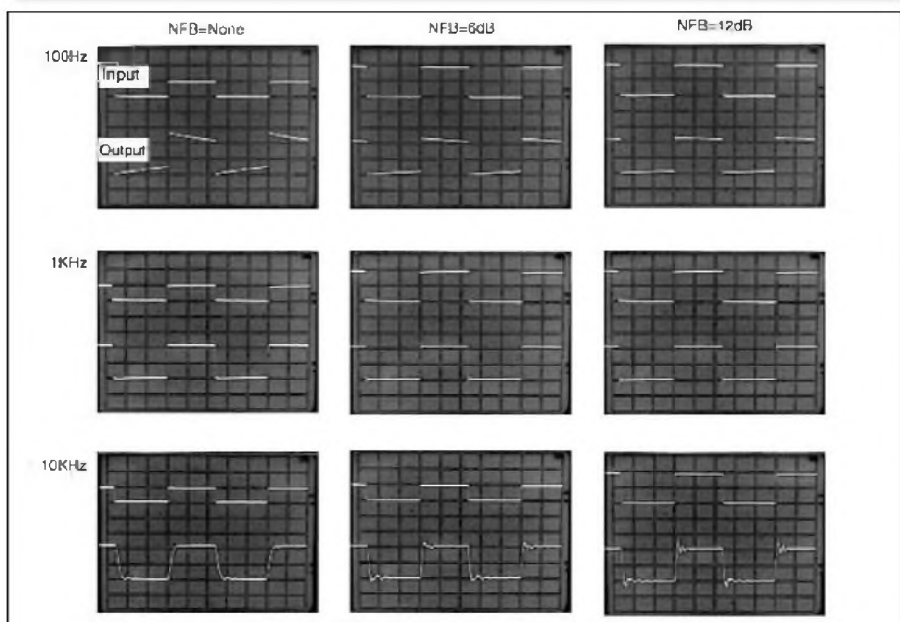 NFB=None
NFB=6dB
NFB=12dB
100Hz
Input
Output
1KHz
10KHz